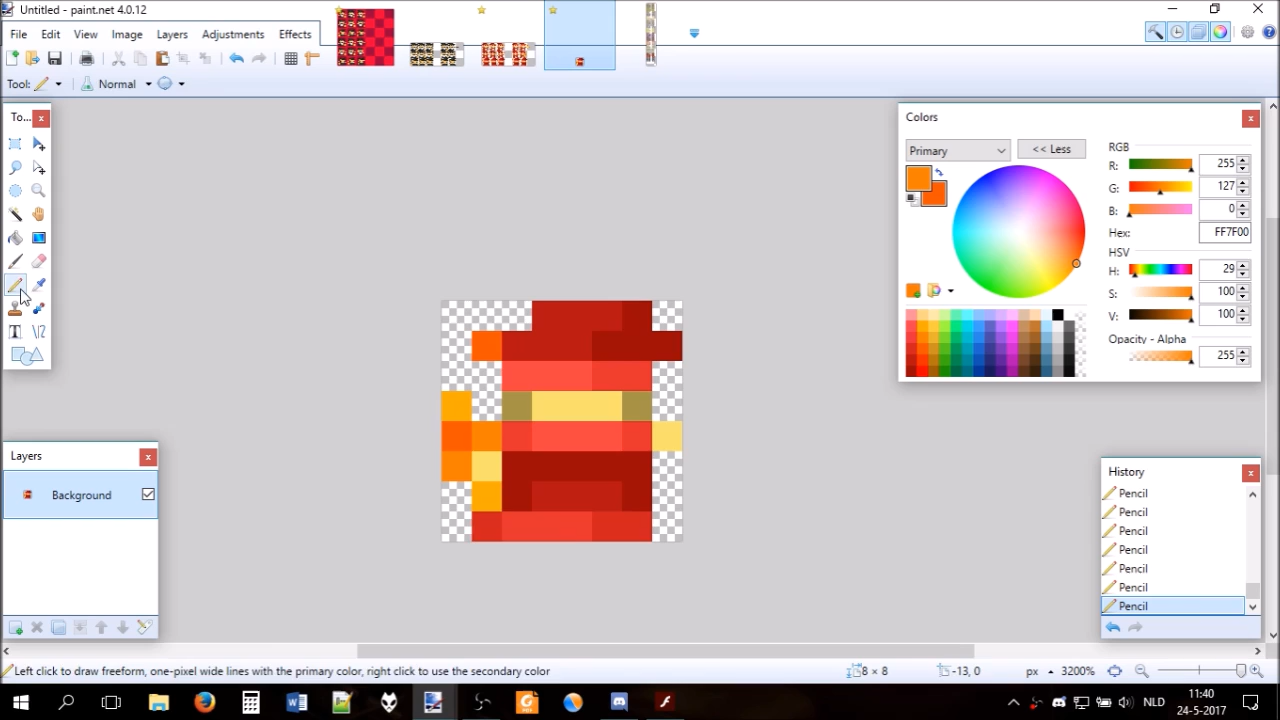 Untitled - paint.net 4.0.12
File Edit View Image Layers Adjustments Effects
Tool: Normal
To...
Colors
Primary
<< Less
RGB
R: 255
G: 127
B: 0
Hex: FF7F00
HSV
H: 29
S: 100
V: 100
Opacity - Alpha
255
Layers
Background
History
Pencil
Pencil
Pencil
Pencil
Pencil
Pencil
Pencil
Left click to draw freeform, one-pixel wide lines with the primary color, right click to use the secondary color
8 × 8
-13, 0
px
3200%
NLD
11:40
24-5-2017